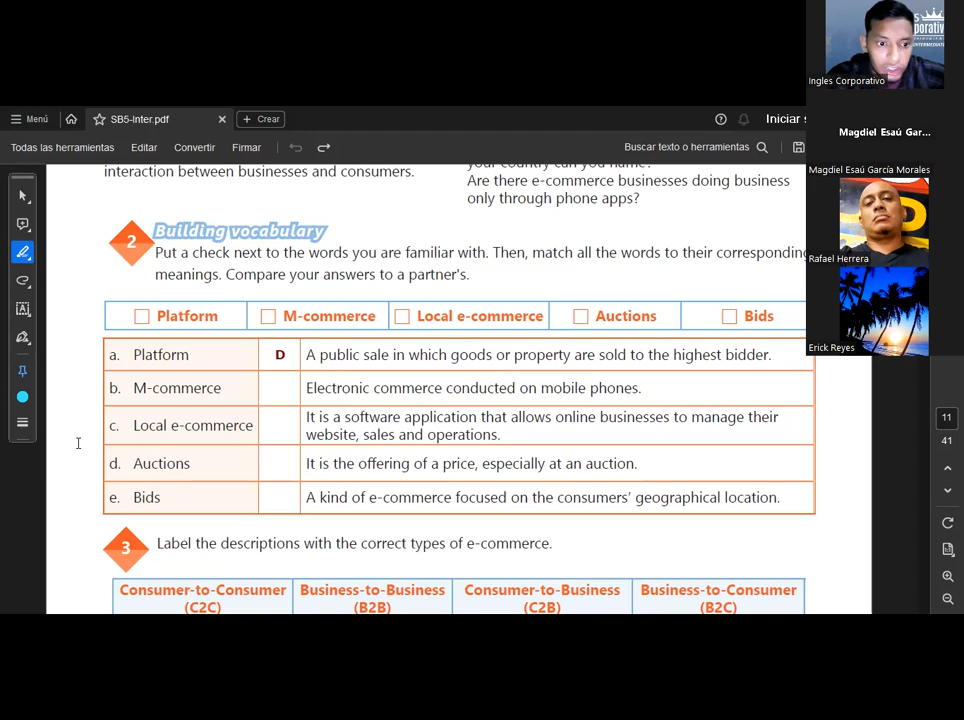 s
porativo
INTERMEDIATE
Ingles Corporativo
Magdiel Esaú Gar...
Magdiel Esaú García Morales
Rafael Herrera
Erick Reyes
Menú
SB5-Inter.pdf
Crear
Iniciar s
Todas las herramientas
Editar
Convertir
Firmar
Buscar texto o herramientas
interaction between businesses and consumers.
your country can you name?
Are there e-commerce businesses doing business
only through phone apps?
2
Building vocabulary
Put a check next to the words you are familiar with. Then, match all the words to their corresponding
meanings. Compare your answers to a partner's.
Platform
M-commerce
Local e-commerce
Auctions
Bids
a. Platform D A public sale in which goods or property are sold to the highest bidder.
b. M-commerce Electronic commerce conducted on mobile phones.
c. Local e-commerce It is a software application that allows online businesses to manage their
website, sales and operations.
d. Auctions It is the offering of a price, especially at an auction.
e. Bids A kind of e-commerce focused on the consumers' geographical location.
3
Label the descriptions with the correct types of e-commerce.
Consumer-to-Consumer
(C2C)
Business-to-Business
(B2B)
Consumer-to-Business
(C2B)
Business-to-Consumer
(B2C)
11
41